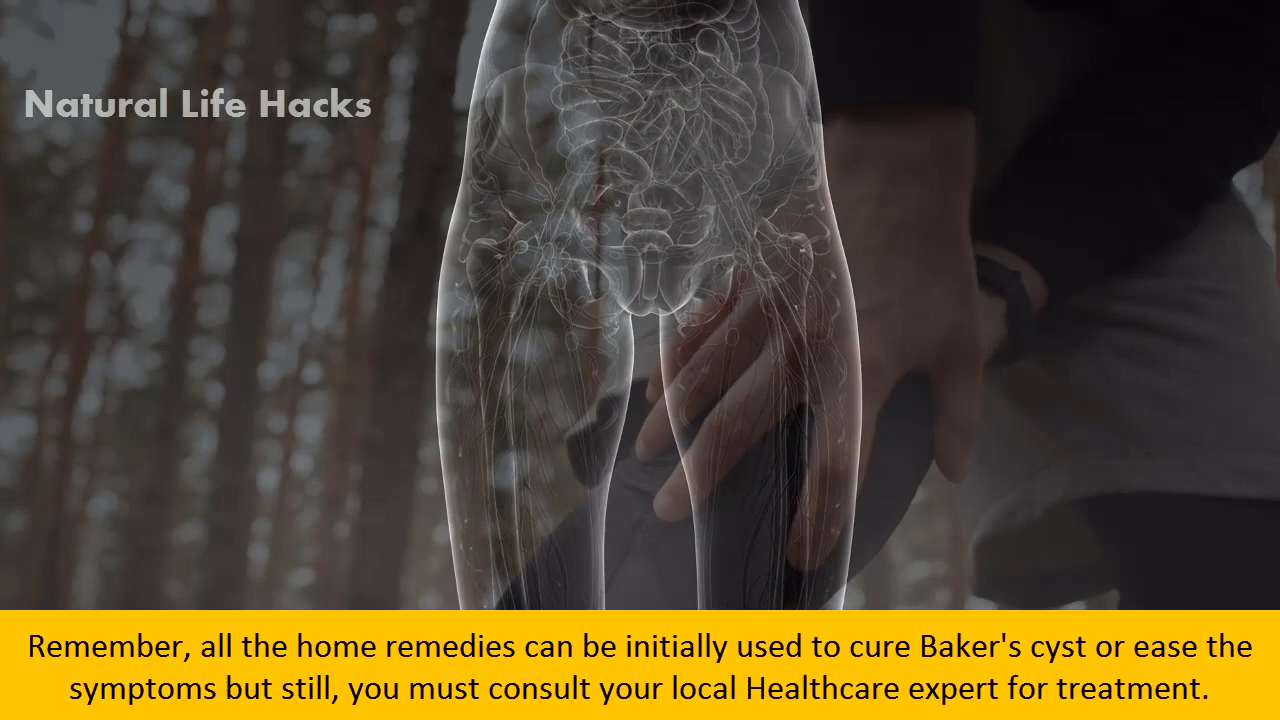 Natural Life Hacks
Remember, all the home remedies can be initially used to cure Baker's cyst or ease the
symptoms but still, you must consult your local Healthcare expert for treatment.